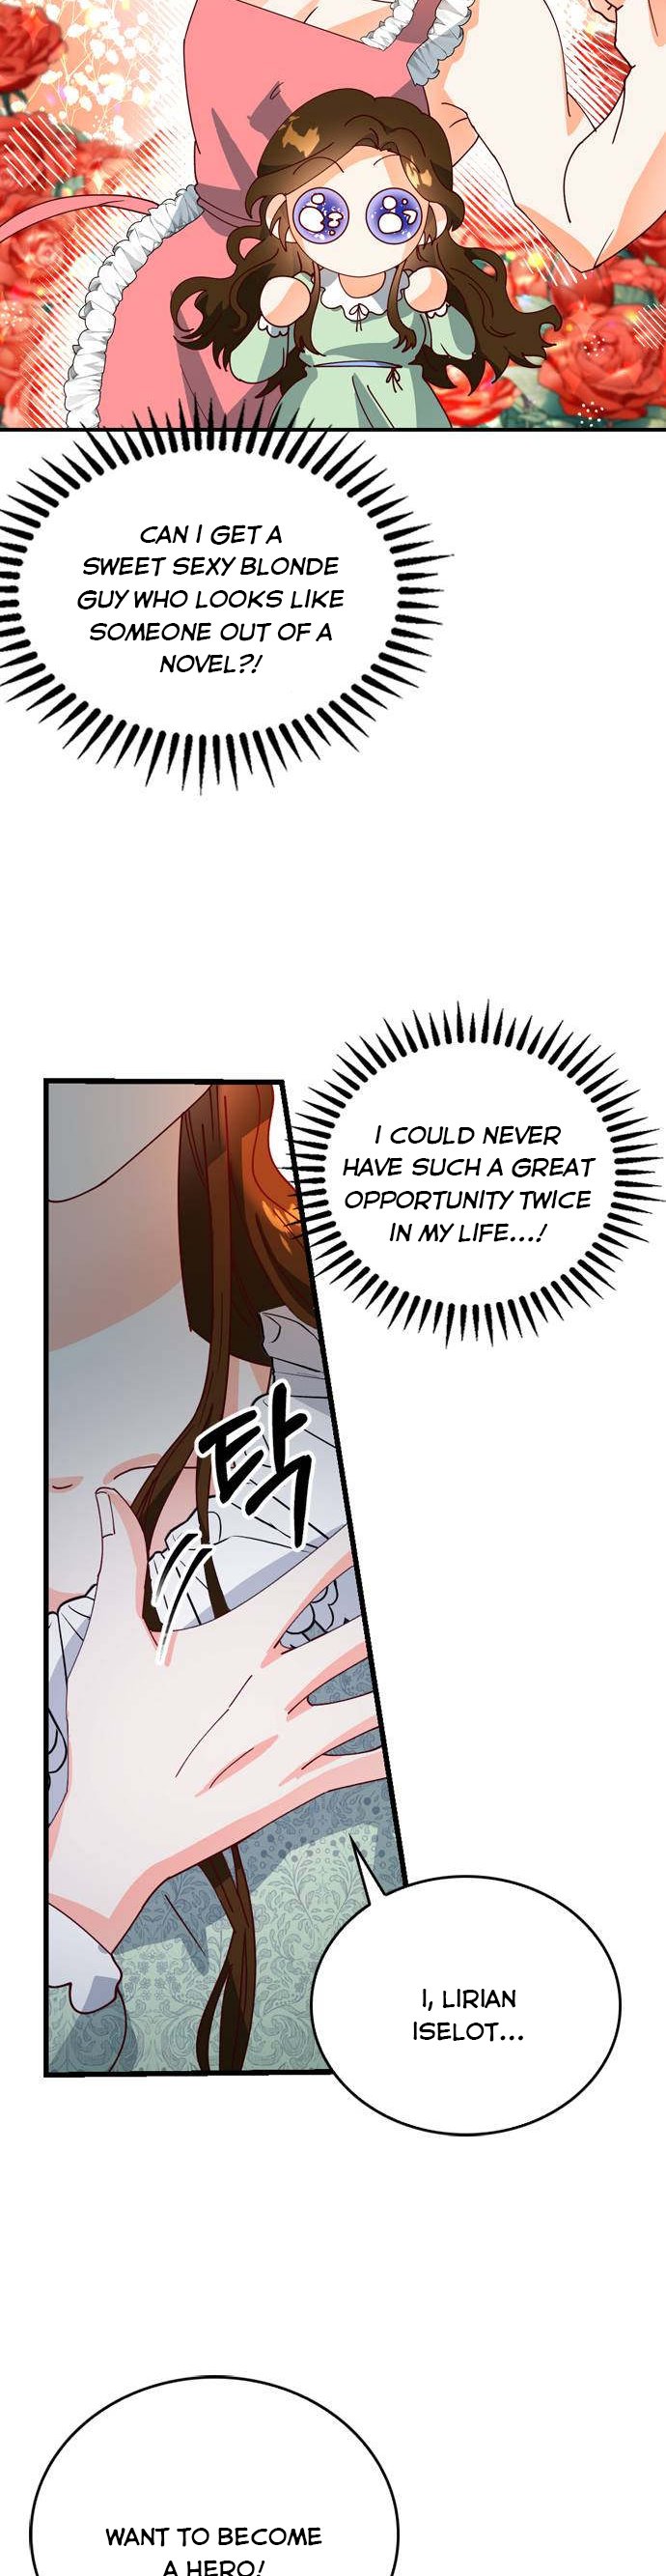 CAN I GET A
SWEET SEXY BLONDE
GUY WHO LOOKS LIKE
SOMEONE OUT OF A
NOVEL?!
I COULD NEVER
HAVE SUCH A GREAT
OPPORTUNITY TWICE
IN MY LIFE...!
탁
I, LIRIAN
ISELOT...
WANT TO BECOME
A HERO!